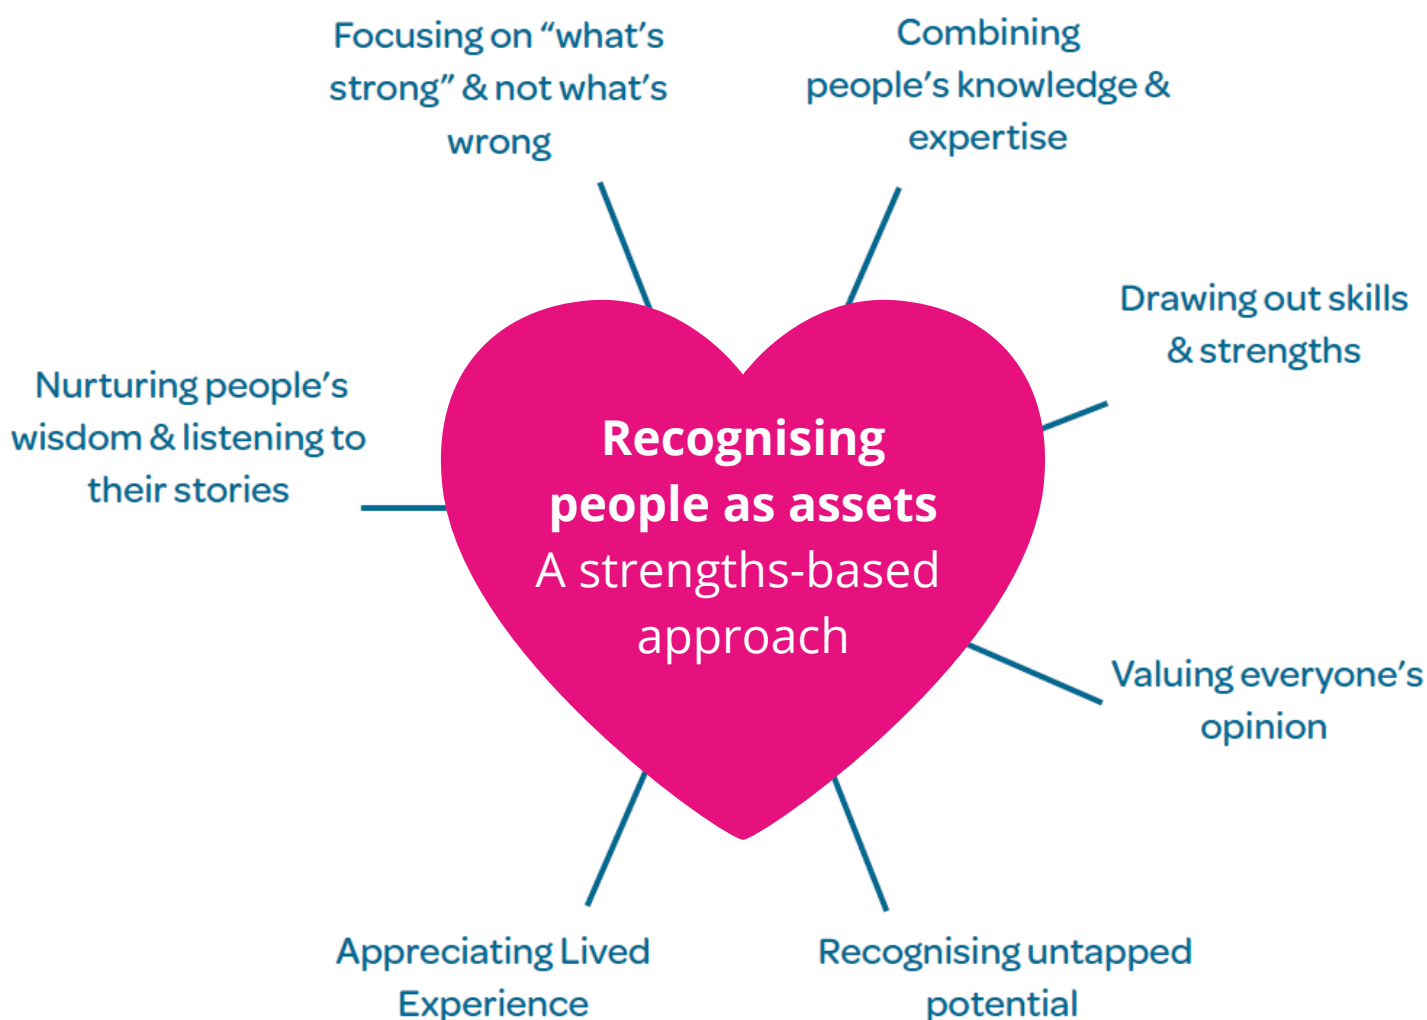 Focusing on “what’s
strong” & not what’s
wrong
Combining
people’s knowledge &
expertise
Drawing out skills
& strengths
Nurturing people’s
wisdom & listening to
their stories
Recognising
people as assets
A strengths-based
approach
Valuing everyone’s
opinion
Appreciating Lived
Experience
Recognising untapped
potential